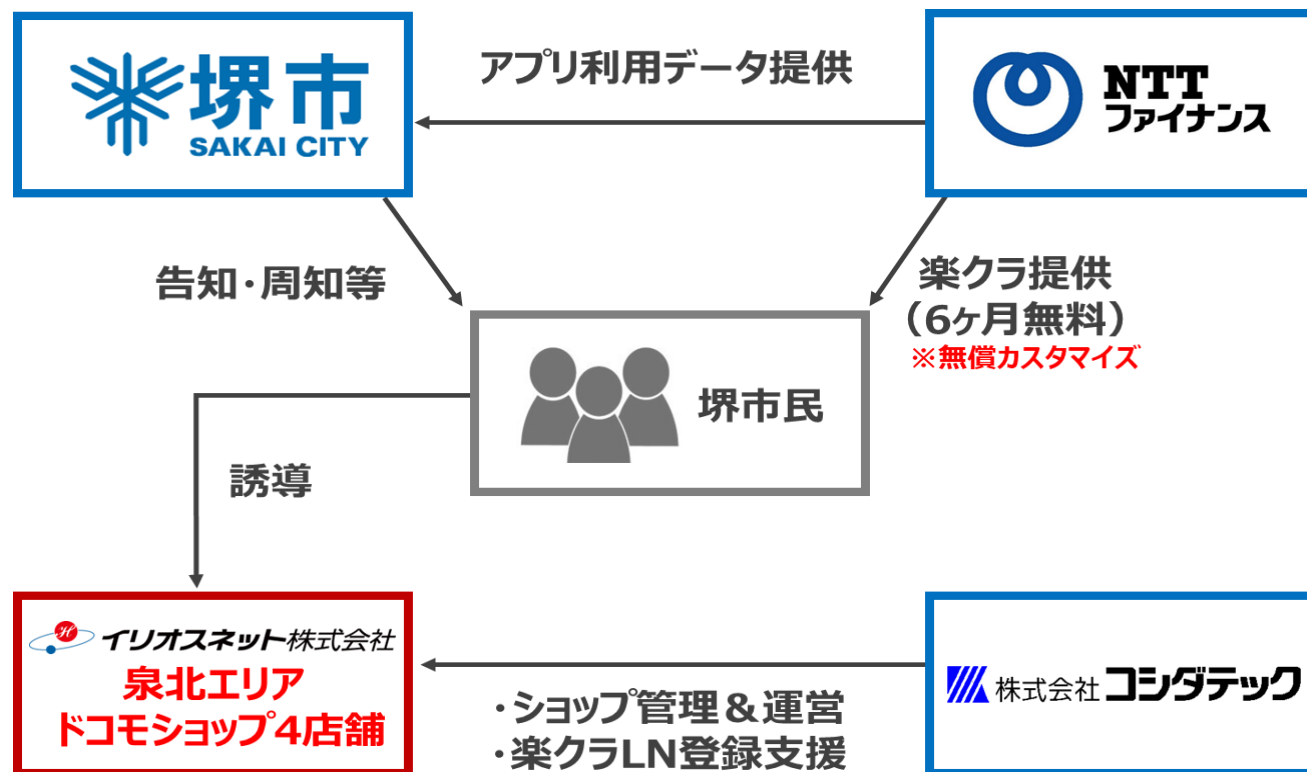 堺市
SAKAI CITY
アプリ利用データ提供
NTT
ファイナンス
告知・周知等
楽クラ提供
（6ヶ月無料）
※無償カスタマイズ
堺市民
誘導
イリオスネット株式会社
泉北エリア
ドコモショップ4店舗
・ショップ管理＆運営
・楽クラLN登録支援
株式会社コシダテック